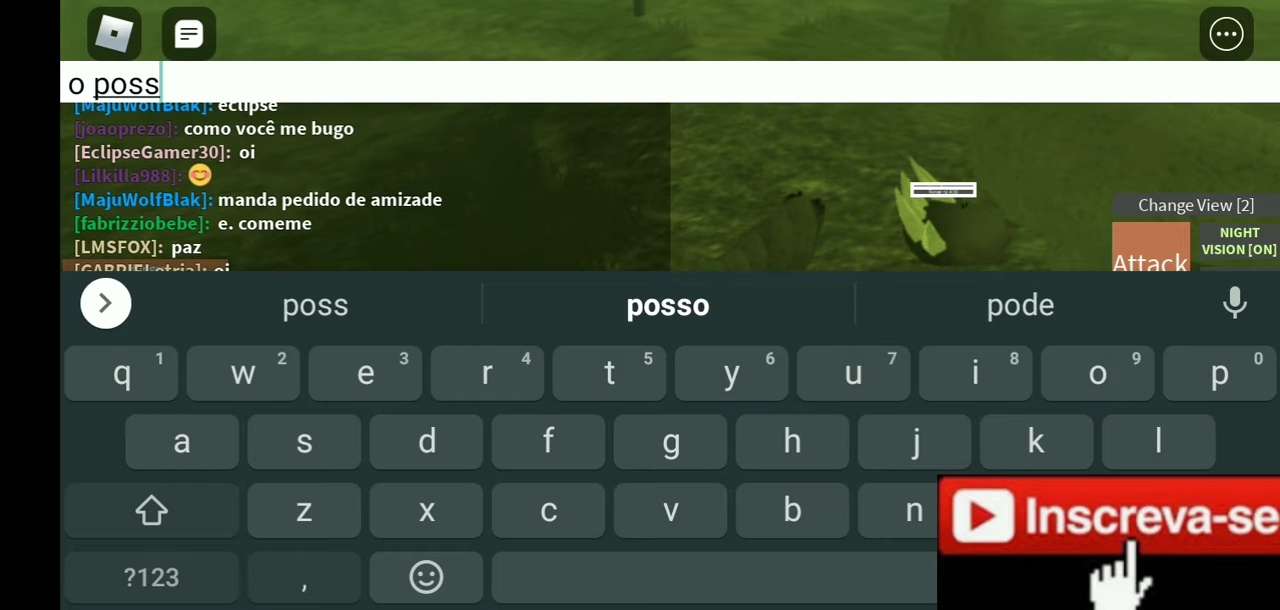 o poss
[MajuWolfBlak]: eclipse
[joaoprezo]: como você me bugo
[EclipseGamer30]: oi
[Lilkilla988]: 😊
[MajuWolfBlak]: manda pedido de amizade
[fabrizziobebe]: e. comeme
[LMSFOX]: paz
oi
Change View [2]
Attack
NIGHT
VISION [ON]
poss posso pode
q 1 w 2 e 3 r 4 t 5 y 6 u 7 i 8 o 9 p 0
a s d f g h j k l
z x c v b n
Inscreva-se
?123 ,